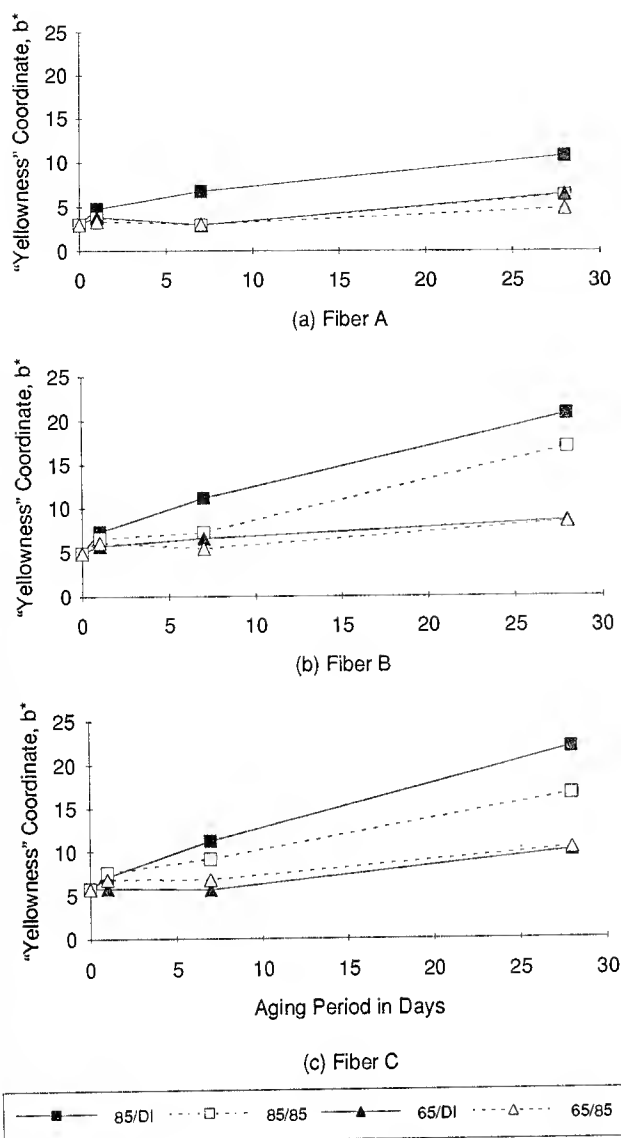 "Yellowness" Coordinate, b*
25
20
15
10
5
0
0 5 10 15 20 25 30
(a) Fiber A
"Yellowness" Coordinate, b*
25
20
15
10
5
0
0 5 10 15 20 25 30
(b) Fiber B
"Yellowness" Coordinate, b*
25
20
15
10
5
0
0 5 10 15 20 25 30
Aging Period in Days
(c) Fiber C
85/DI 85/85 65/DI 65/85